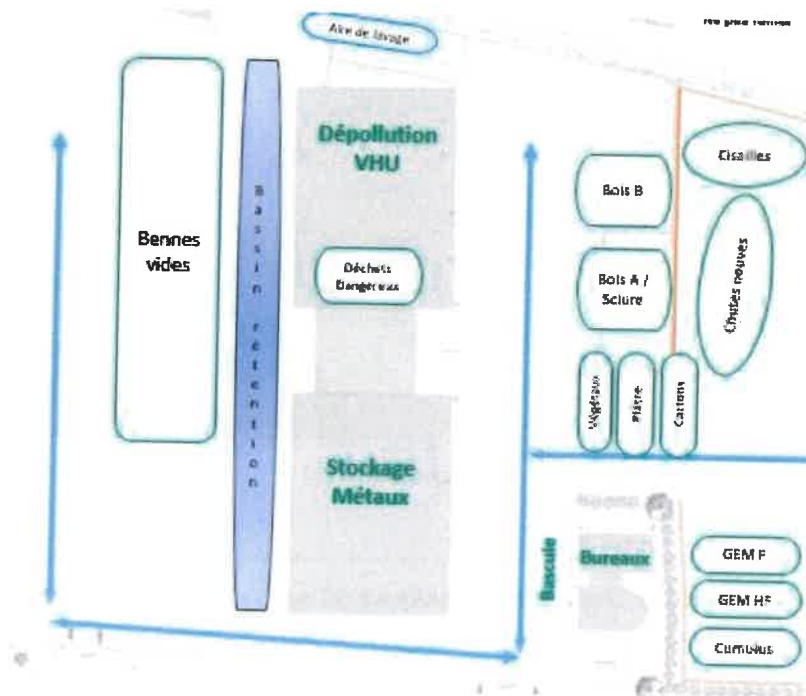 Aire de lavage
Dépollution
VHU
Cisailles
Bois B
Bennes
vides
Bassin rétention
Chutes neuves
Déchets
Dangereux
Bois A /
Sciure
Végétaux
Plâtre
Cartons
Stockage
Métaux
Bascule
Bureaux
GEM F
GEM HF
Cumulus